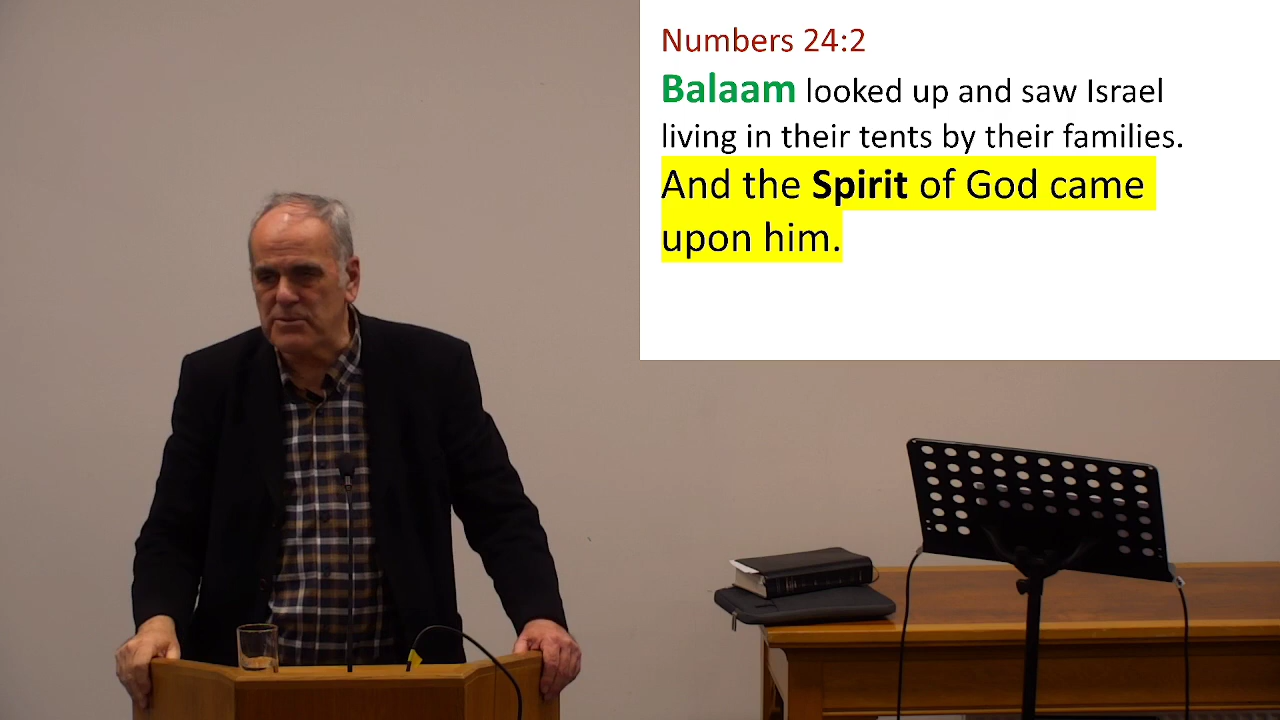 Numbers 24:2
Balaam looked up and saw Israel
living in their tents by their families.
And the Spirit of God came
upon him.